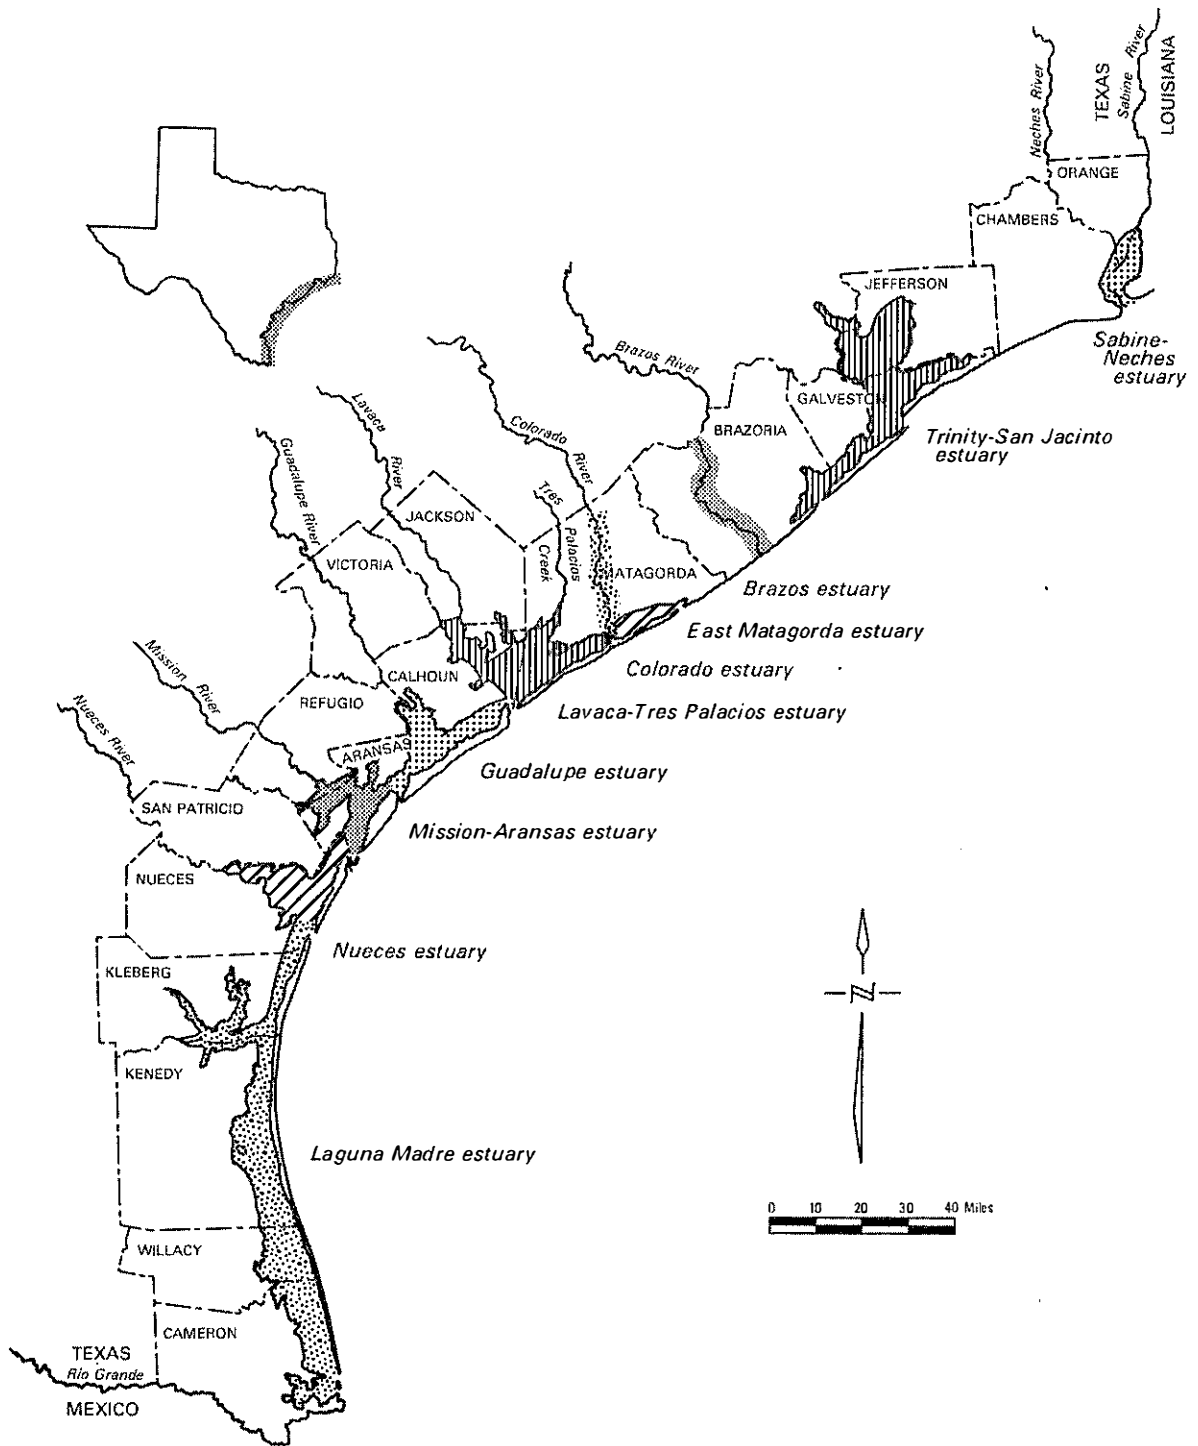 Neches River
TEXAS
Sabine River
LOUISIANA
ORANGE
CHAMBERS
JEFFERSON
Sabine-
Neches
estuary
Brazos River
GALVESTON
BRAZORIA
Trinity-San Jacinto
estuary
Lavaca
River
Colorado
River
Guadalupe River
Tres
Palacios
Creek
JACKSON
VICTORIA
ATAGORDA
Brazos estuary
East Matagorda estuary
Colorado estuary
CALHOUN
Lavaca-Tres Palacios estuary
Mission River
REFUGIO
Nueces River
ARANSAS
Guadalupe estuary
SAN PATRICIO
Mission-Aransas estuary
NUECES
Nueces estuary
KLEBERG
N
KENEDY
Laguna Madre estuary
0 10 20 30 40 Miles
WILLACY
CAMERON
TEXAS
Rio Grande
MEXICO